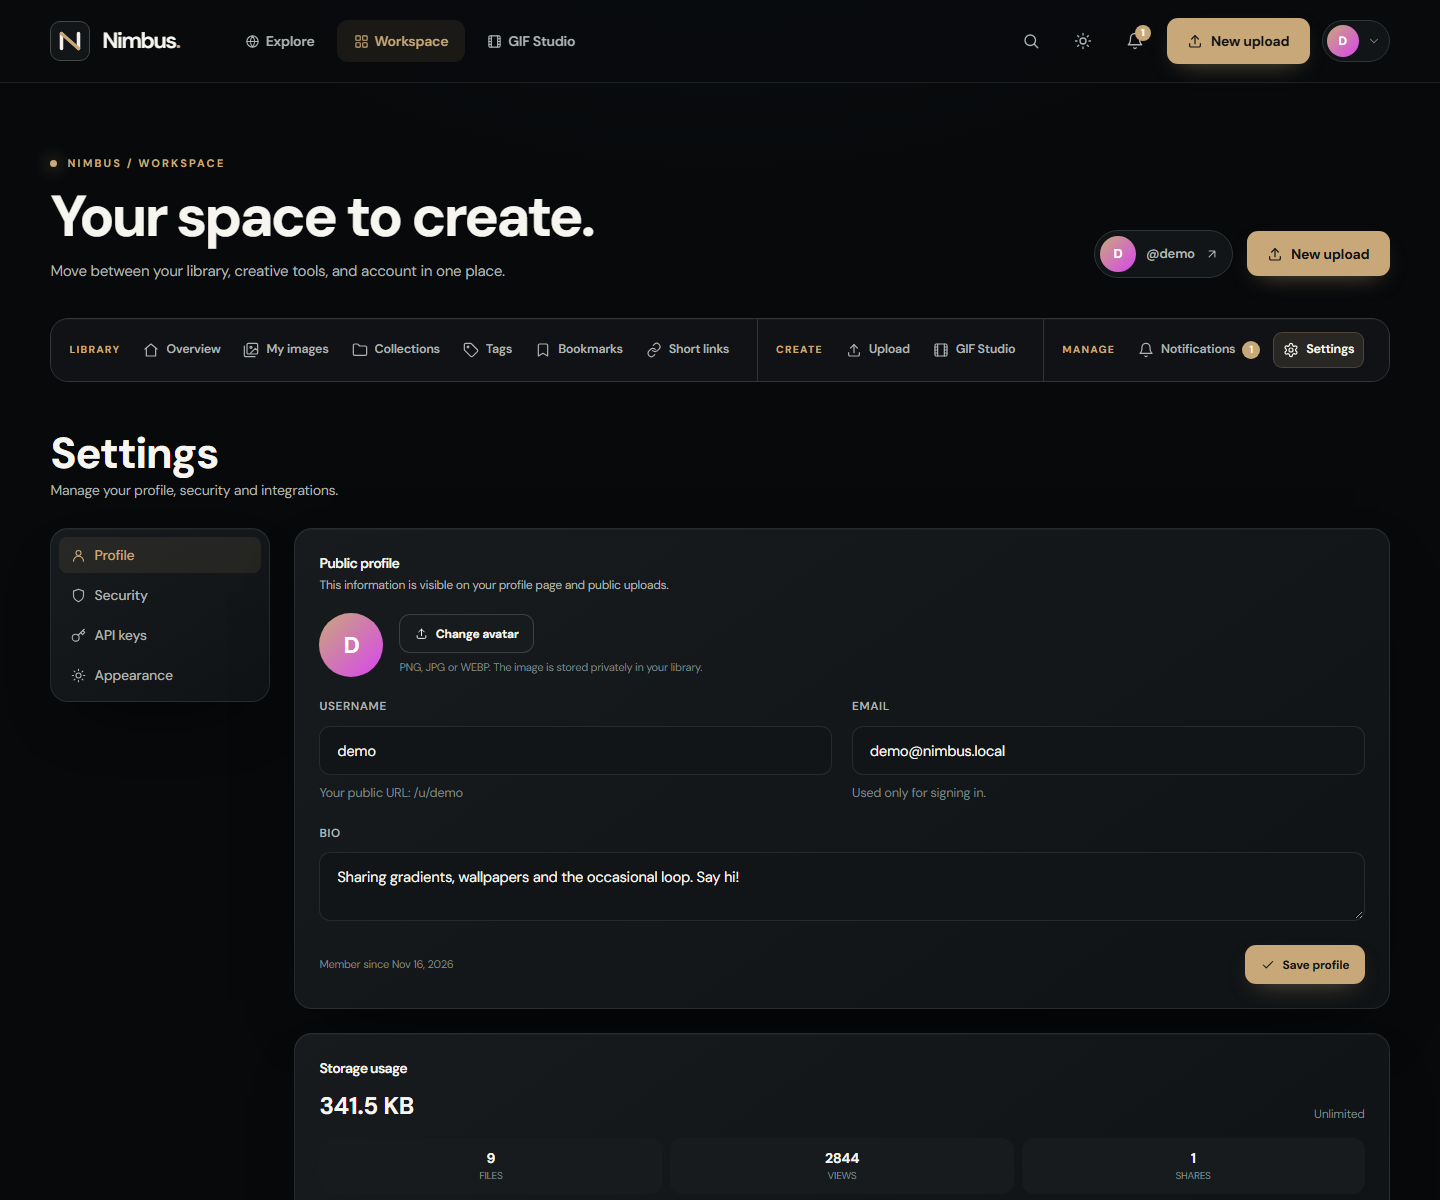 Nimbus.
Explore
Workspace
GIF Studio
1
New upload
D
NIMBUS / WORKSPACE
Your space to create.
Move between your library, creative tools, and account in one place.
D
@demo
New upload
LIBRARY
Overview
My images
Collections
Tags
Bookmarks
Short links
CREATE
Upload
GIF Studio
MANAGE
Notifications
1
Settings
Settings
Manage your profile, security and integrations.
Profile
Security
API keys
Appearance
Public profile
This information is visible on your profile page and public uploads.
D
Change avatar
PNG, JPG or WEBP. The image is stored privately in your library.
USERNAME
EMAIL
demo
demo@nimbus.local
Your public URL: /u/demo
Used only for signing in.
BIO
Sharing gradients, wallpapers and the occasional loop. Say hi!
Member since Nov 16, 2026
Save profile
Storage usage
341.5 KB
Unlimited
9
FILES
2844
VIEWS
1
SHARES